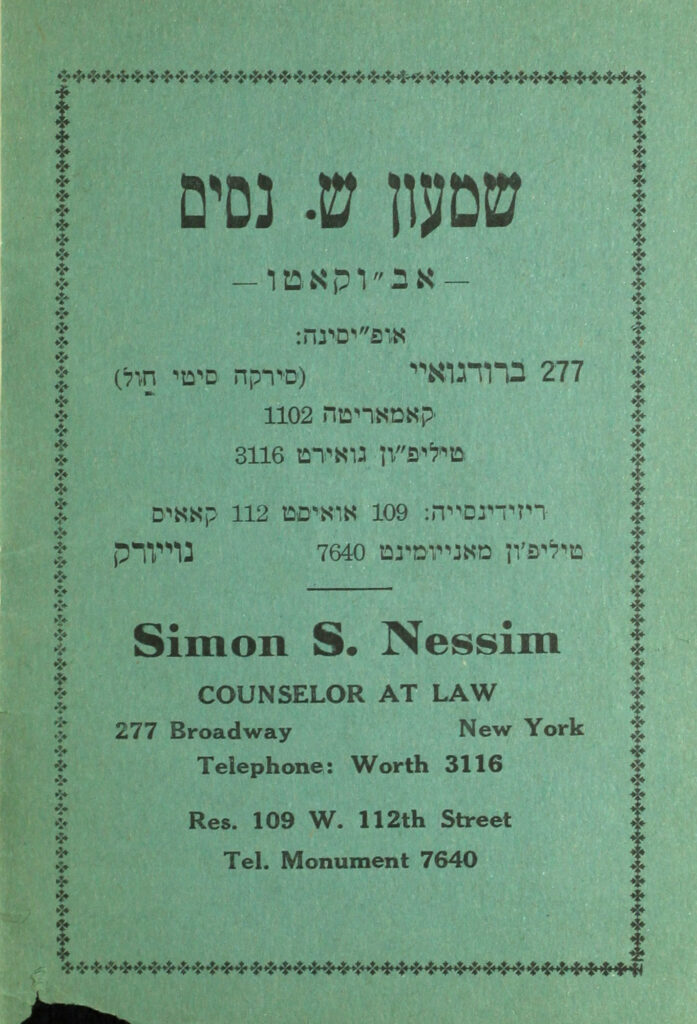 שמעון ש. נסים
— אב״וקאטו —
אופ״יסינה:
277 ברודגואיי (סירקה סיטי חול)
קאמאריטה 1102
טיליפ״ון גואירט 3116
ריזידינסייה: 109 אואיסט 112 קאאיס
טיליפ'ון מאנייומינט 7640 נוייורק
Simon S. Nessim
COUNSELOR AT LAW
277 Broadway New York
Telephone: Worth 3116
Res. 109 W. 112th Street
Tel. Monument 7640